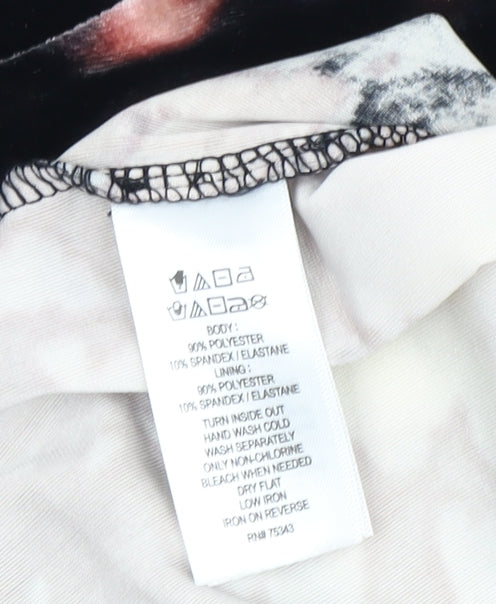 BODY :
90% POLYESTER
10% SPANDEX / ELASTANE
LINING :
90% POLYESTER
10% SPANDEX / ELASTANE
TURN INSIDE OUT
HAND WASH COLD
WASH SEPARATELY
ONLY NON-CHLORINE
BLEACH WHEN NEEDED
DRY FLAT
LOW IRON
IRON ON REVERSE
RN# 75343